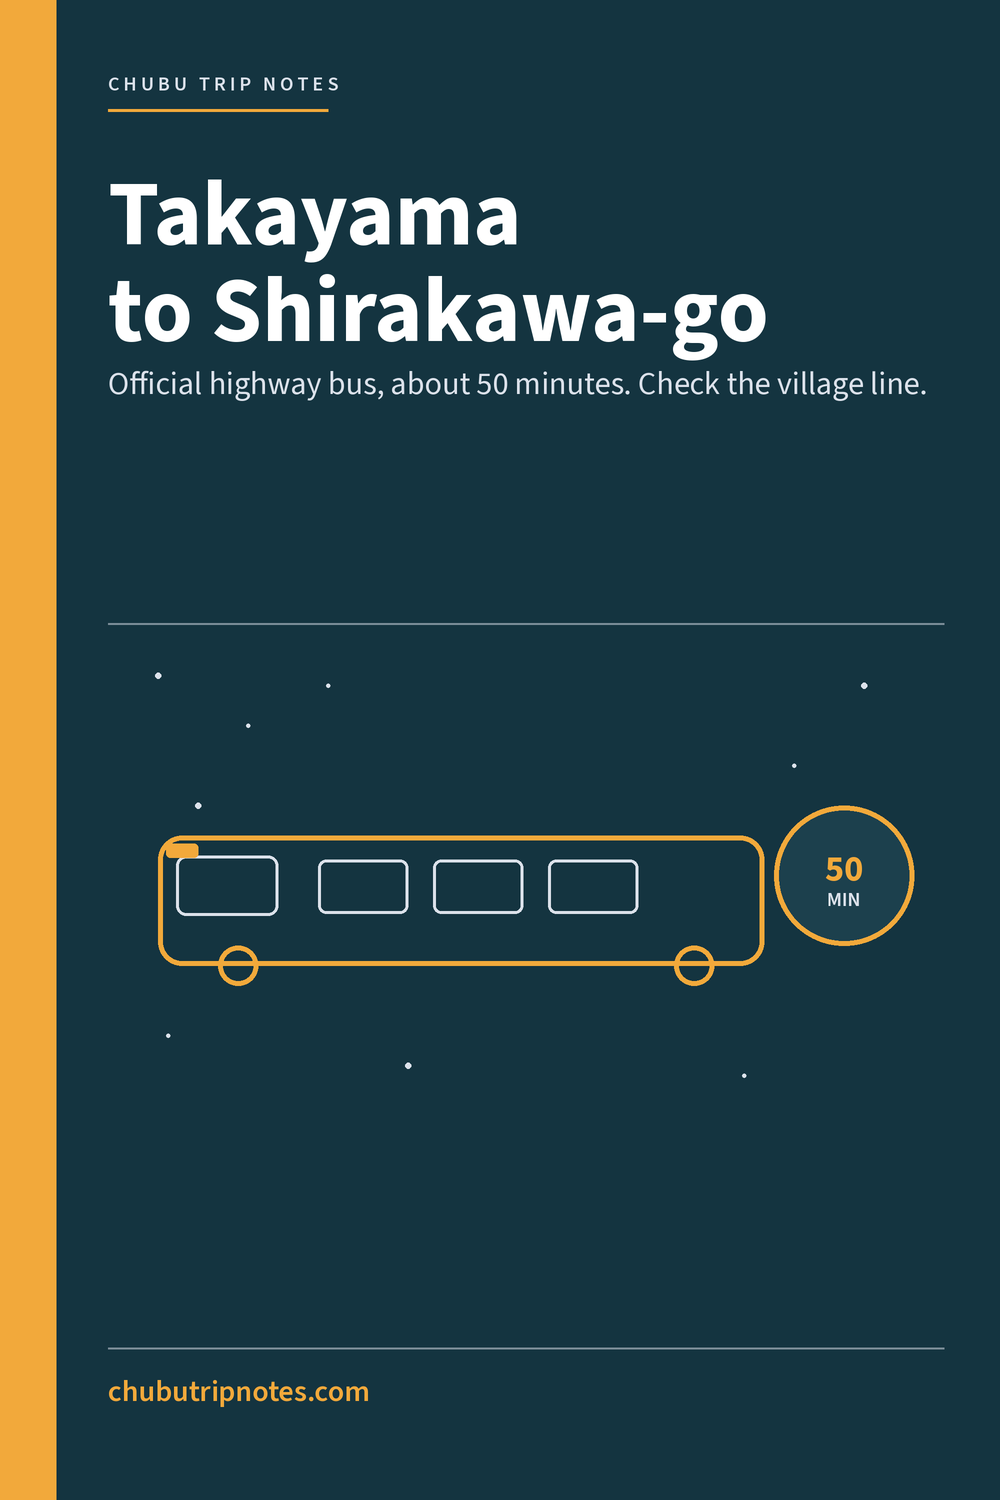 CHUBU TRIP NOTES
Takayama
to Shirakawa-go
Official highway bus, about 50 minutes. Check the village line.
50
MIN
chubutripnotes.com